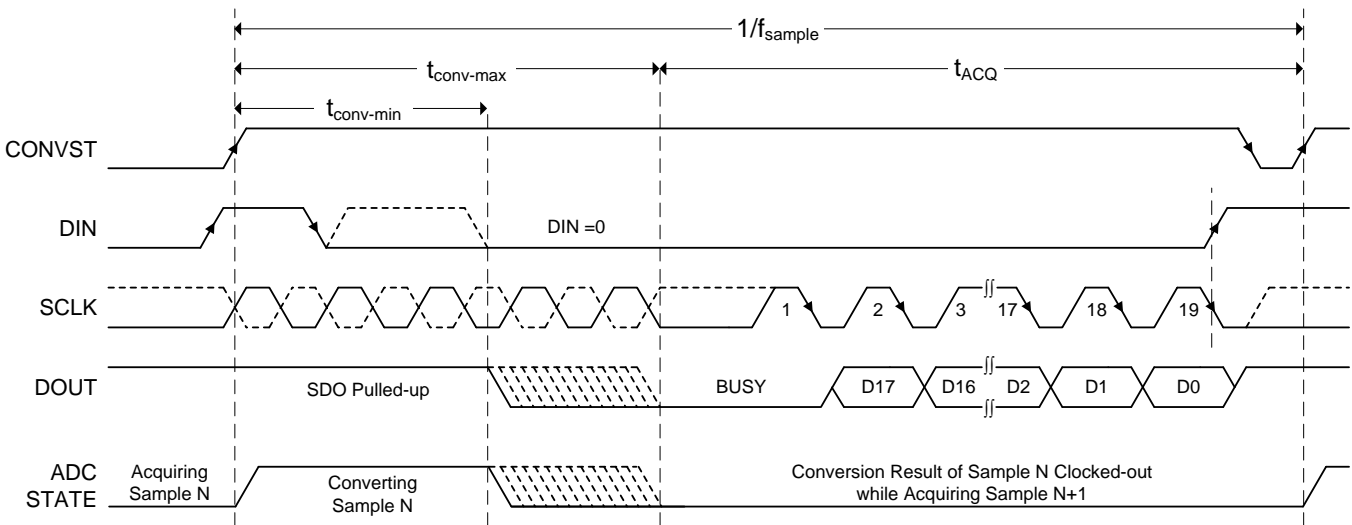 1/fsample
tconv-max
tACQ
tconv-min
CONVST
DIN
DIN =0
SCLK
1 2 3 17 18 19
DOUT
SDO Pulled-up
BUSY
D17 D16 D2 D1 D0
ADC
STATE
Acquiring
Sample N
Converting
Sample N
Conversion Result of Sample N Clocked-out
while Acquiring Sample N+1